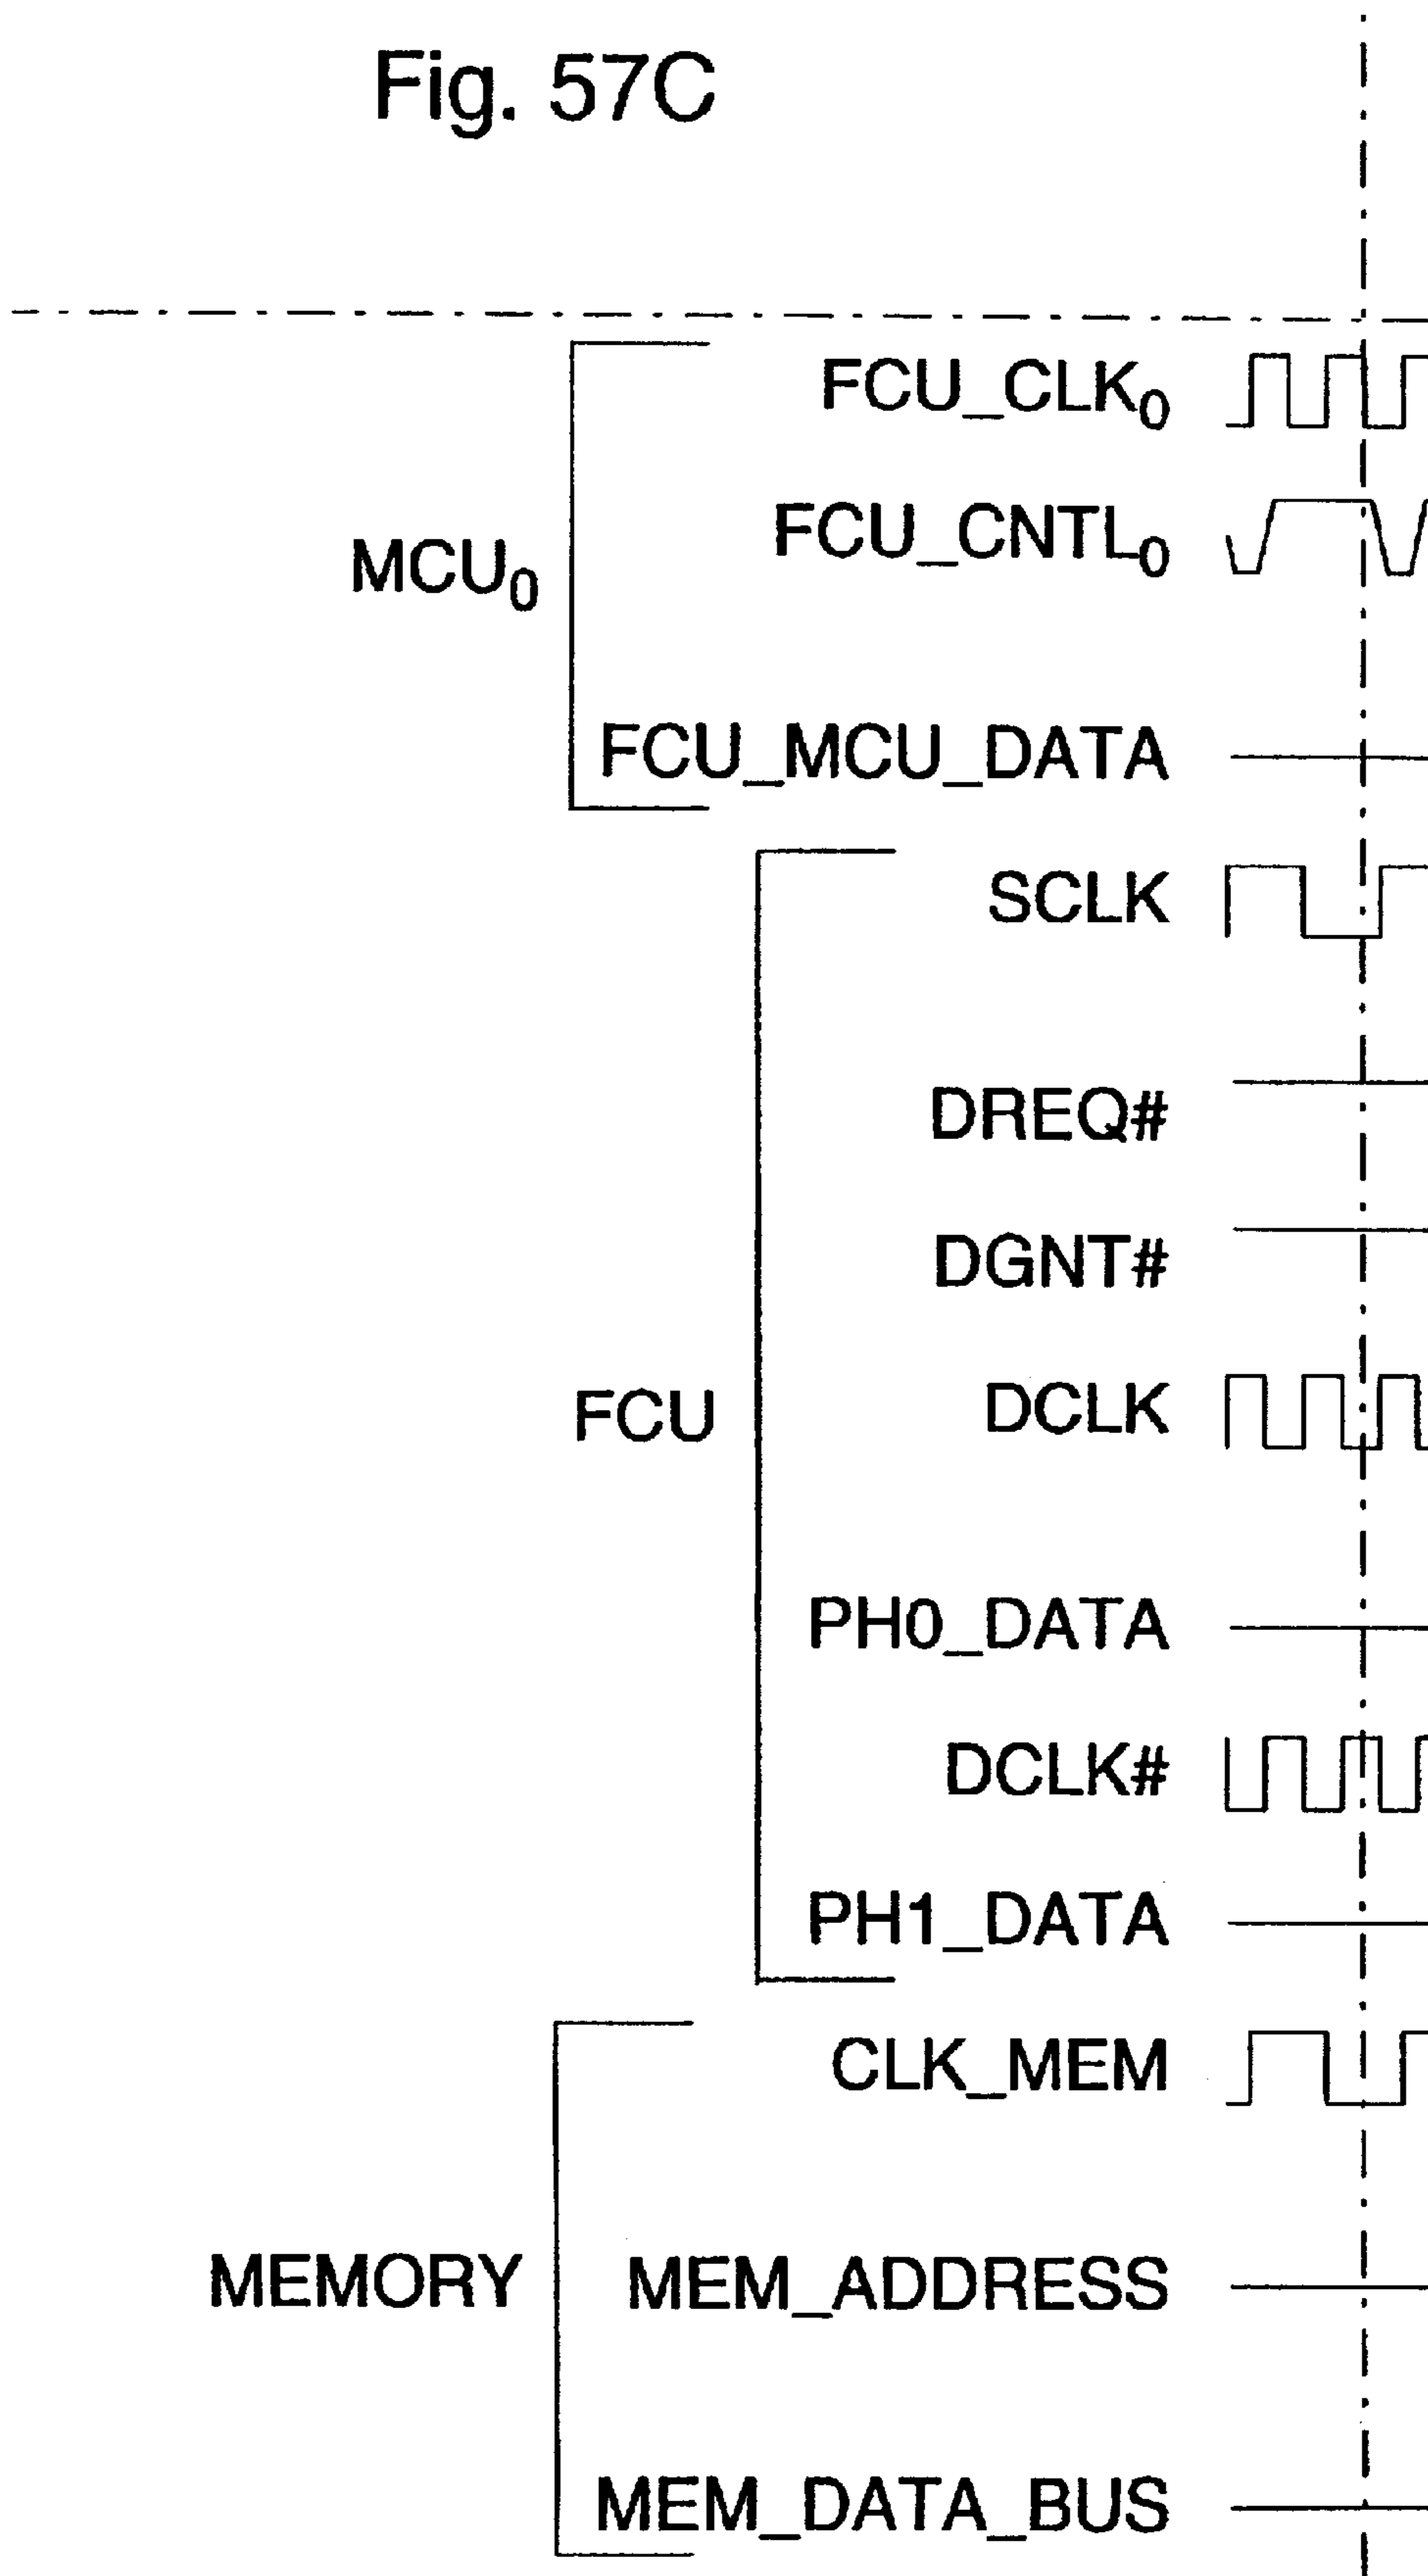 Fig. 57C
FCU_CLK0
FCU_CNTL0
MCU0
FCU_MCU_DATA
SCLK
DREQ#
DGNT#
DCLK
FCU
PH0_DATA
DCLK#
PH1_DATA
CLK_MEM
MEMORY
MEM_ADDRESS
MEM_DATA_BUS